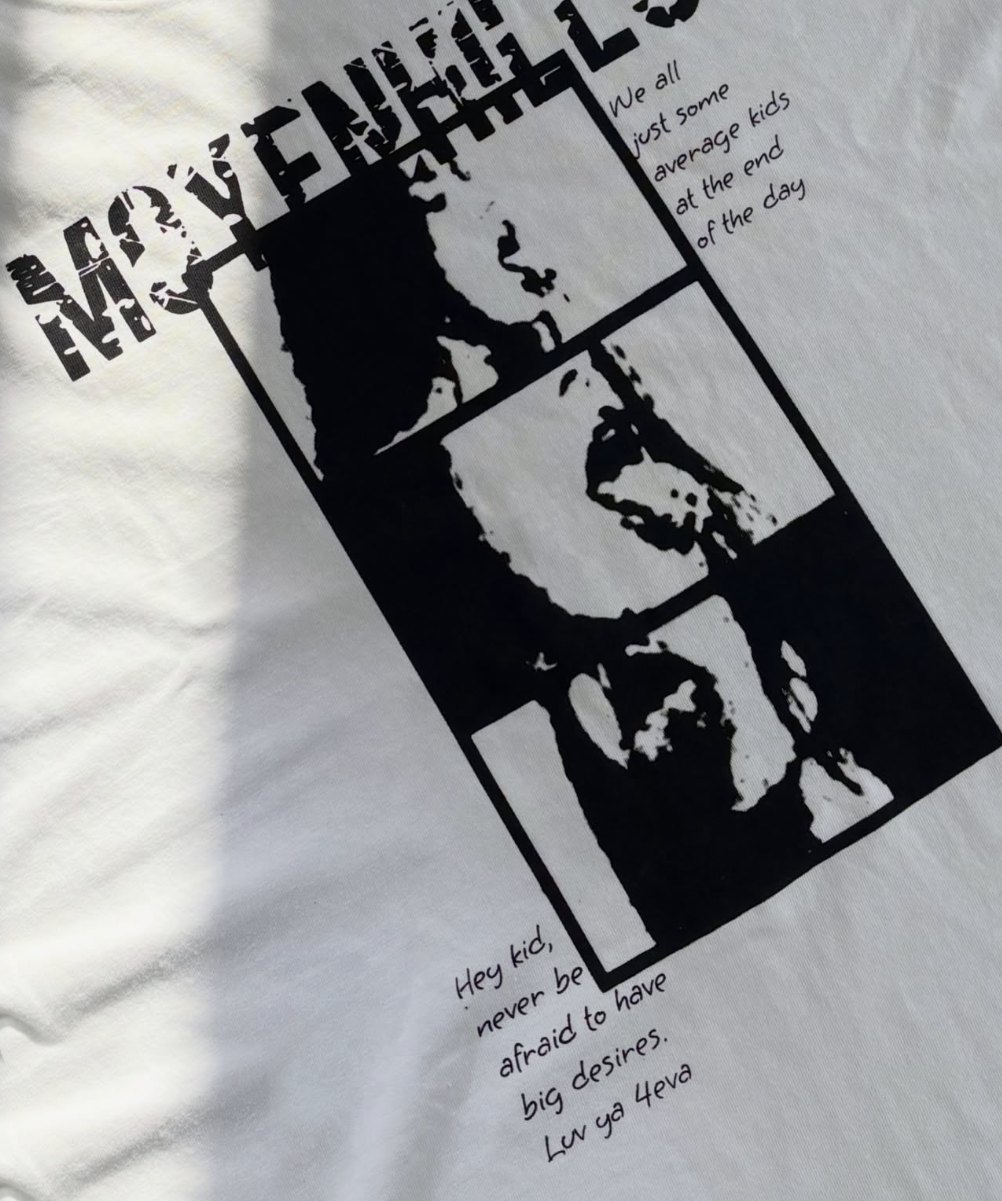 We all
just some
average kids
at the end
of the day
Hey kid,
never be
afraid to have
big desires.
Luv ya 4eva